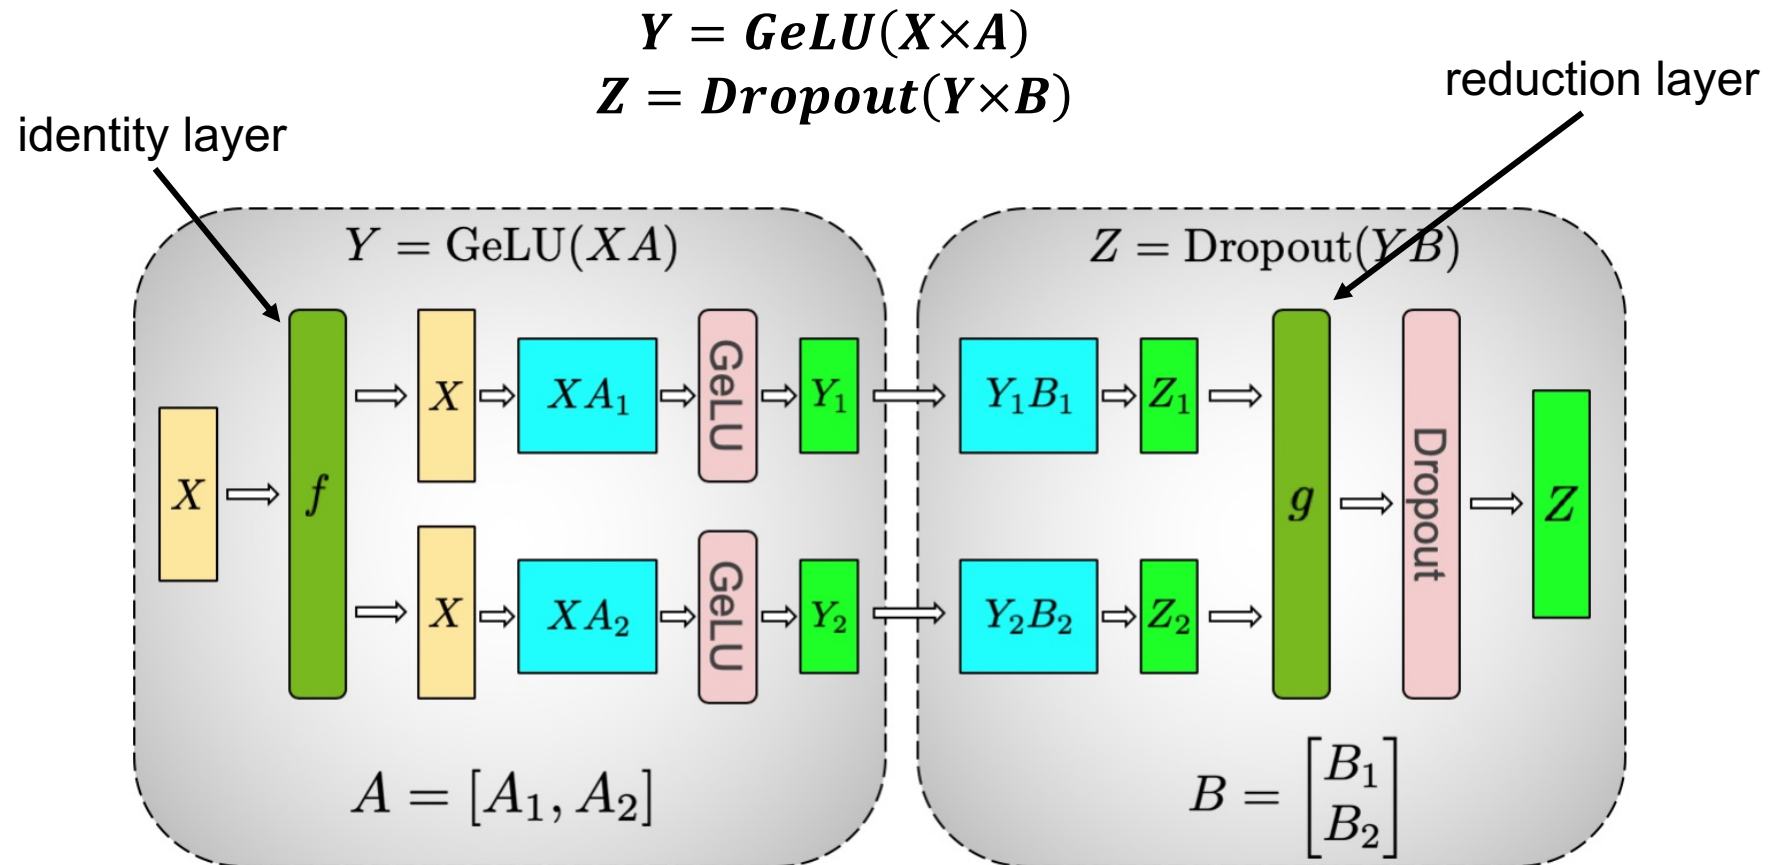 Y = GeLU(X×A)
Z = Dropout(Y×B)
reduction layer
identity layer
Y = GeLU(XA)
X
f
X
XA₁
GeLU
Y₁
X
XA₂
GeLU
Y₂
A = [A₁, A₂]
Z = Dropout(YB)
Y₁B₁
Z₁
Y₂B₂
Z₂
g
Dropout
Z
B = [B₁
B₂]